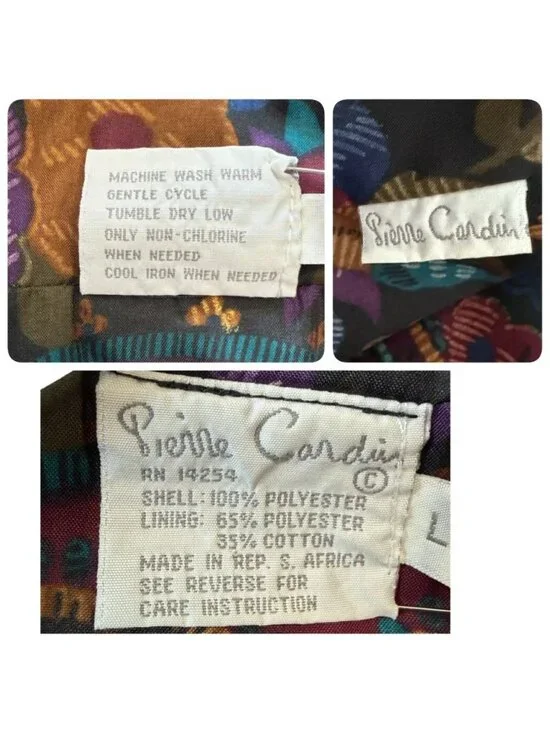 MACHINE WASH WARM
GENTLE CYCLE
TUMBLE DRY LOW
ONLY NON-CHLORINE
WHEN NEEDED
COOL IRON WHEN NEEDED
Pierre Cardin
Pierre Cardin
©
RN 14254
SHELL: 100% POLYESTER
LINING: 65% POLYESTER
35% COTTON
MADE IN REP. S. AFRICA
SEE REVERSE FOR
CARE INSTRUCTION
L